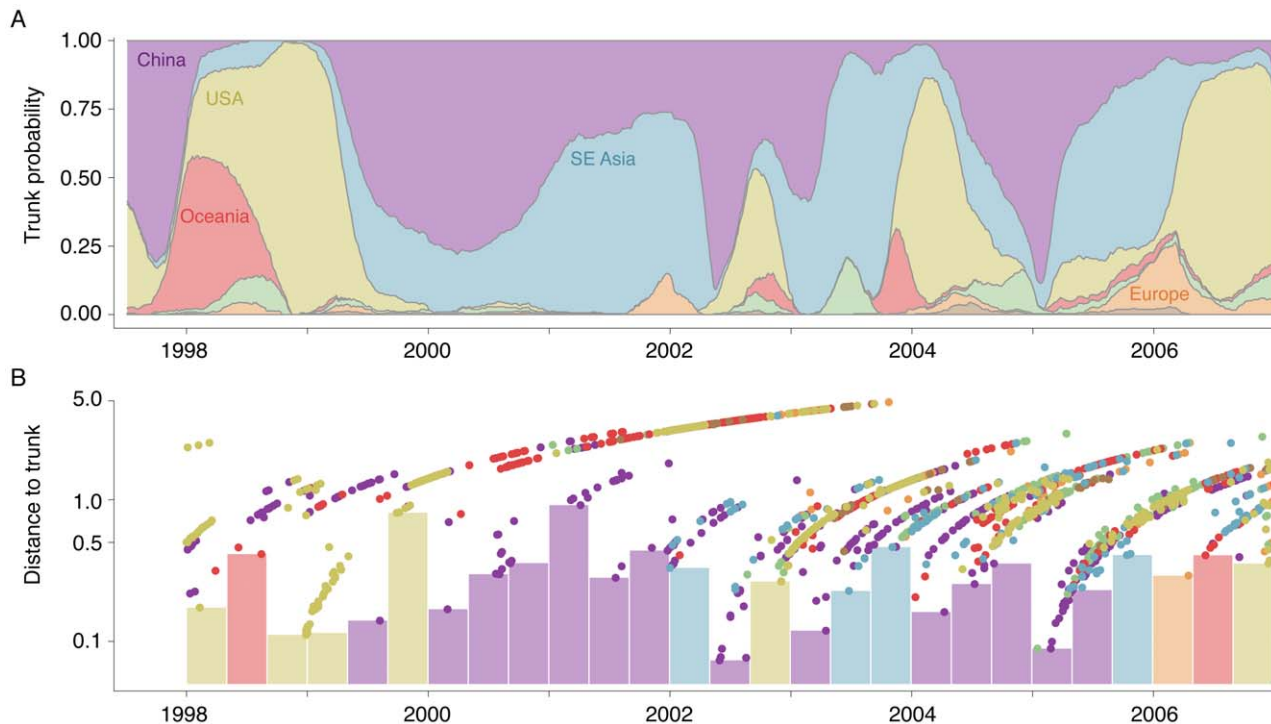 A
Trunk probability
1.00
0.75
0.50
0.25
0.00
China
USA
SE Asia
Oceania
Europe
1998 2000 2002 2004 2006
B
Distance to trunk
5.0
1.0
0.5
0.1
1998 2000 2002 2004 2006